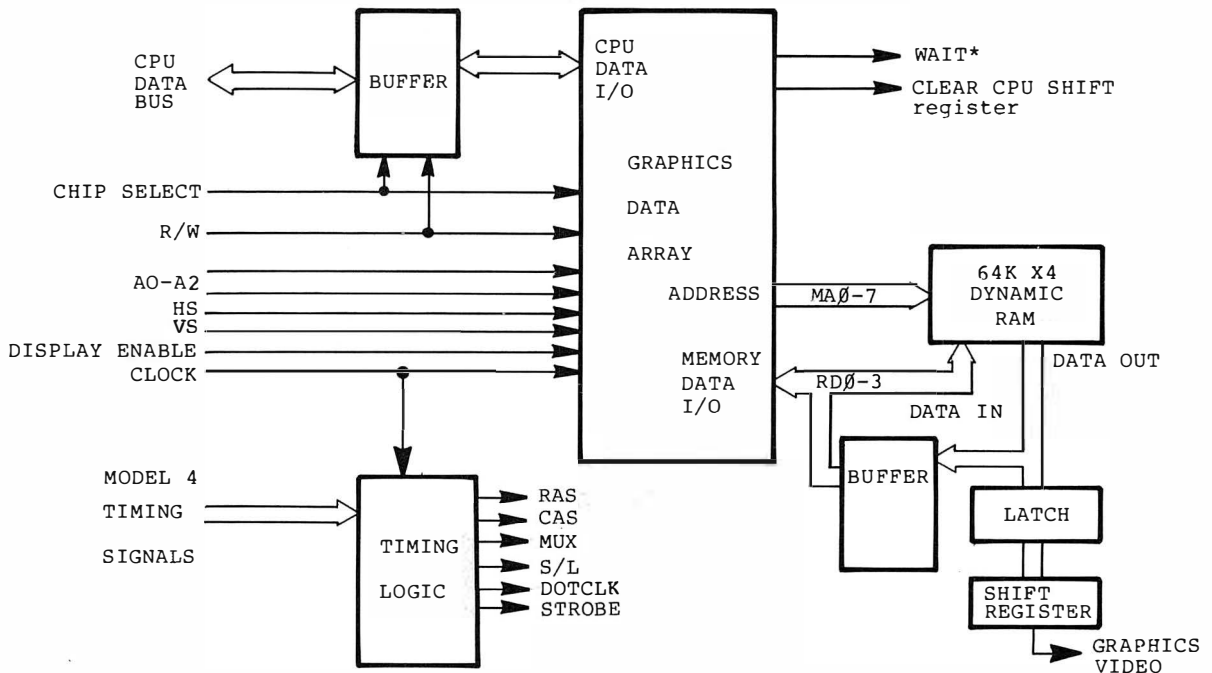 CPU
DATA
BUS
BUFFER
CPU
DATA
I/O
WAIT*
CLEAR CPU SHIFT
register
GRAPHICS
DATA
ARRAY
CHIP SELECT
R/W
AO-A2
HS
VS
DISPLAY ENABLE
CLOCK
ADDRESS
MAØ-7
64K X4
DYNAMIC
RAM
MEMORY
DATA
I/O
RDØ-3
DATA OUT
DATA IN
BUFFER
LATCH
SHIFT
REGISTER
GRAPHICS
VIDEO
MODEL 4
TIMING
SIGNALS
TIMING
LOGIC
RAS
CAS
MUX
S/L
DOTCLK
STROBE